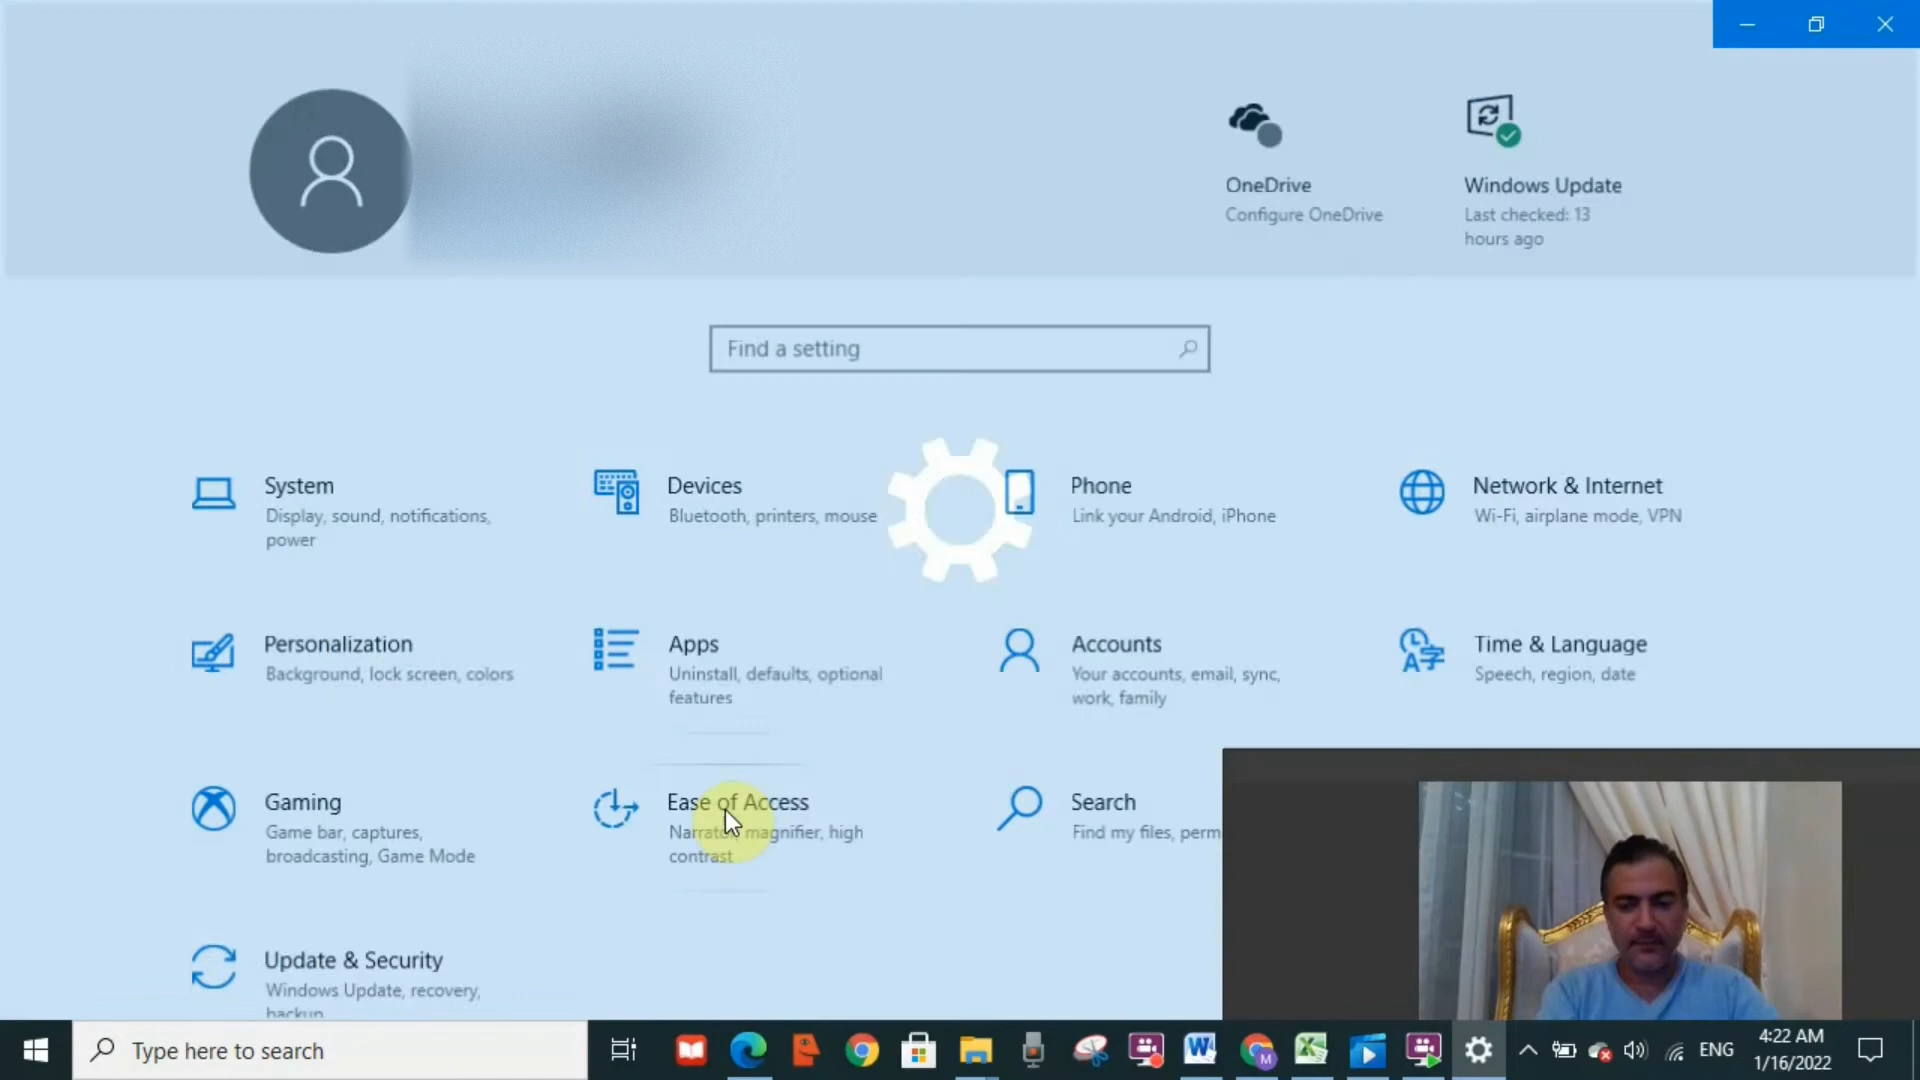 OneDrive
Configure OneDrive
Windows Update
Last checked: 13
hours ago
Find a setting
System
Display, sound, notifications,
power
Devices
Bluetooth, printers, mouse
Phone
Link your Android, iPhone
Network & Internet
Wi-Fi, airplane mode, VPN
Personalization
Background, lock screen, colors
Apps
Uninstall, defaults, optional
features
Accounts
Your accounts, email, sync,
work, family
Time & Language
Speech, region, date
Gaming
Game bar, captures,
broadcasting, Game Mode
Ease of Access
Narrator, magnifier, high
contrast
Search
Find my files, perm
Update & Security
Windows Update, recovery,
backup
Type here to search
ENG
4:22 AM
1/16/2022